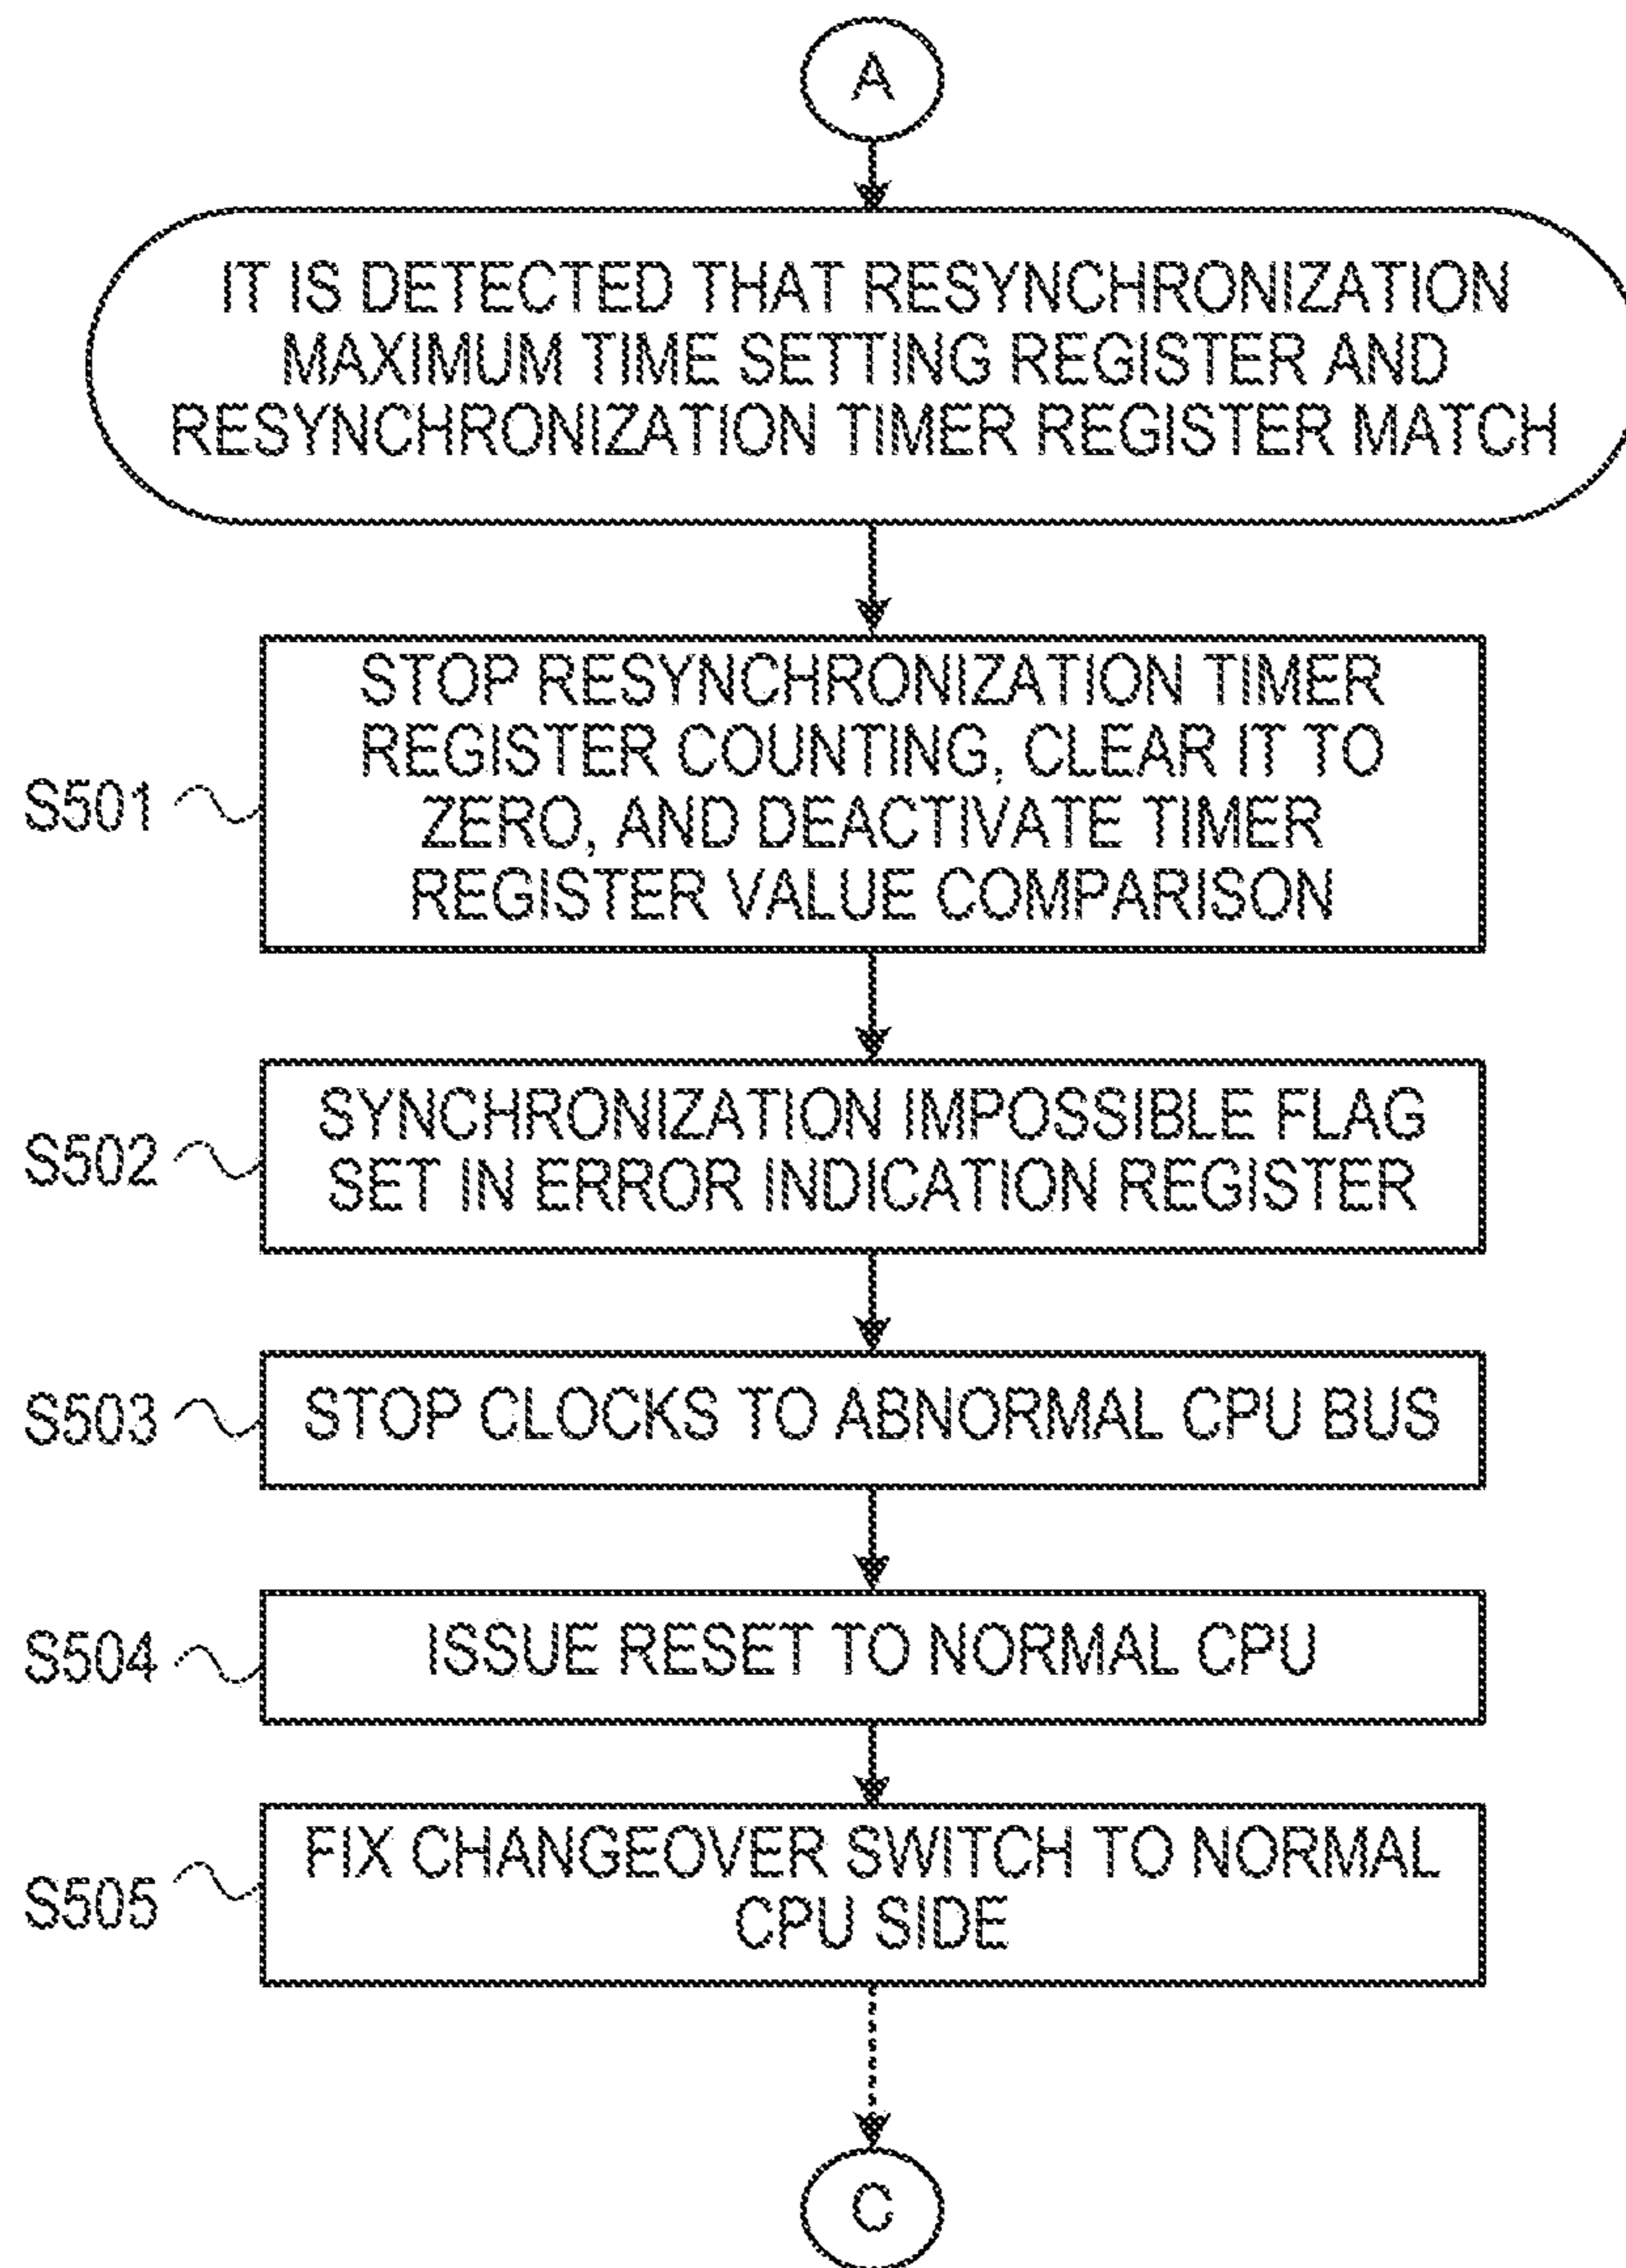 A
IT IS DETECTED THAT RESYNCHRONIZATION
MAXIMUM TIME SETTING REGISTER AND
RESYNCHRONIZATION TIMER REGISTER MATCH
STOP RESYNCHRONIZATION TIMER
REGISTER COUNTING, CLEAR IT TO
ZERO, AND DEACTIVATE TIMER
REGISTER VALUE COMPARISON
S501
SYNCHRONIZATION IMPOSSIBLE FLAG
SET IN ERROR INDICATION REGISTER
S502
STOP CLOCKS TO ABNORMAL CPU BUS
S503
ISSUE RESET TO NORMAL CPU
S504
FIX CHANGEOVER SWITCH TO NORMAL
CPU SIDE
S505
C